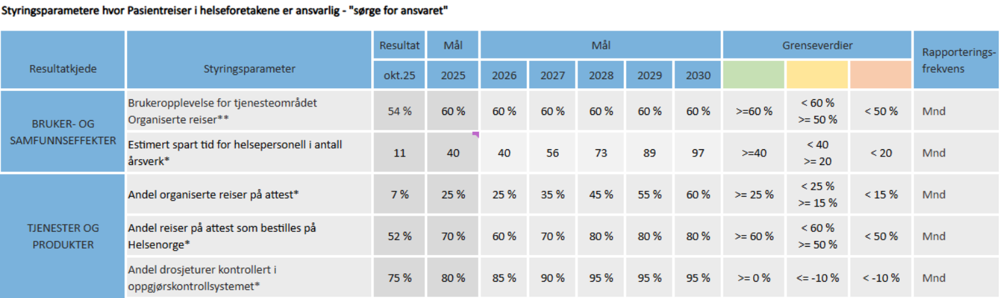 Styringsparametere hvor Pasientreiser i helseforetakene er ansvarlig - "sørge for ansvaret"
Resultatkjede Styringsparameter Resultat Mål Mål Grenseverdier Rapporterings-
frekvens
okt.25 2025 2026 2027 2028 2029 2030
BRUKER- OG
SAMFUNNSEFFEKTER
Brukeropplevelse for tjenesteområdet
Organiserte reiser** 54 % 60 % 60 % 60 % 60 % 60 % 60 % >=60 % < 60 %
>= 50 % < 50 % Mnd
Estimert spart tid for helsepersonell i antall
årsverk* 11 40 40 56 73 89 97 >=40 < 40
>= 20 < 20 Mnd
TJENESTER OG
PRODUKTER
Andel organiserte reiser på attest* 7 % 25 % 25 % 35 % 45 % 55 % 60 % >= 25 % < 25 %
>= 15 % < 15 % Mnd
Andel reiser på attest som bestilles på
Helsenorge* 52 % 70 % 60 % 70 % 80 % 80 % 80 % >= 60 % < 60 %
>= 50 % < 50 % Mnd
Andel drosjeturer kontrollert i
oppgjørskontrollsystemet* 75 % 80 % 85 % 90 % 95 % 95 % 95 % >= 0 % <= -10 % < -10 % Mnd